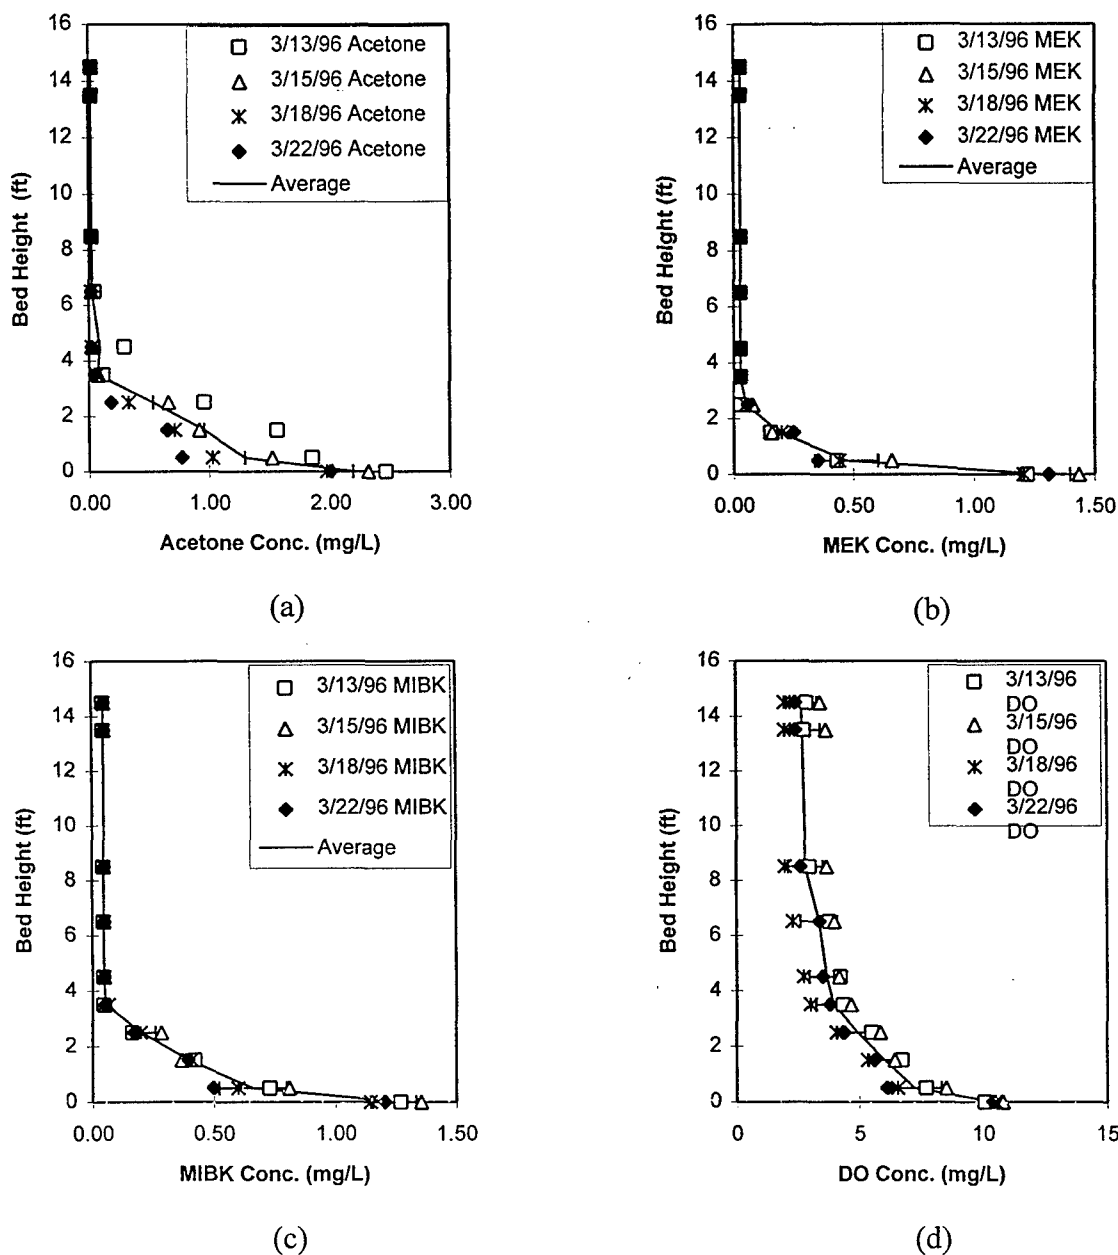 16
14
12
10
8
6
4
2
0
Bed Height (ft)
3/13/96 Acetone
3/15/96 Acetone
3/18/96 Acetone
3/22/96 Acetone
Average
0.00 1.00 2.00 3.00
Acetone Conc. (mg/L)
(a)
16
14
12
10
8
6
4
2
0
Bed Height (ft)
3/13/96 MEK
3/15/96 MEK
3/18/96 MEK
3/22/96 MEK
Average
0.00 0.50 1.00 1.50
MEK Conc. (mg/L)
(b)
16
14
12
10
8
6
4
2
0
Bed Height (ft)
3/13/96 MIBK
3/15/96 MIBK
3/18/96 MIBK
3/22/96 MIBK
Average
0.00 0.50 1.00 1.50
MIBK Conc. (mg/L)
(c)
16
14
12
10
8
6
4
2
0
Bed Height (ft)
3/13/96
DO
3/15/96
DO
3/18/96
DO
3/22/96
DO
0 5 10 15
DO Conc. (mg/L)
(d)